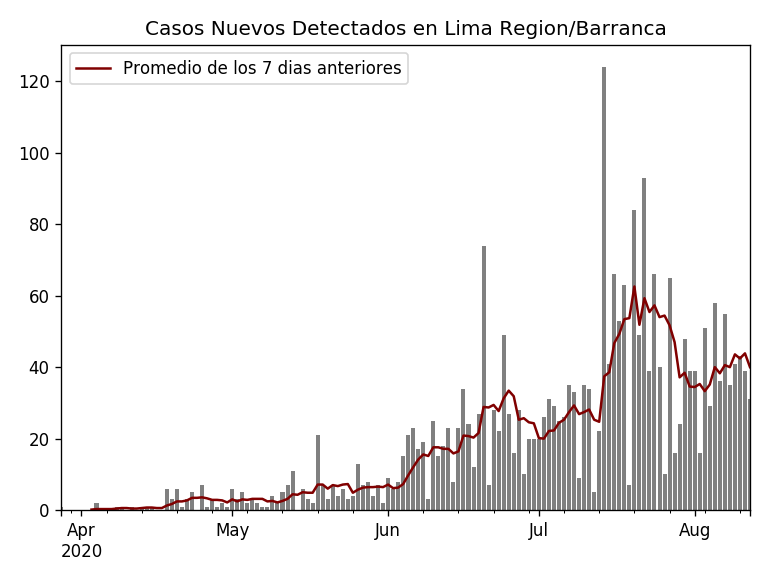 Casos Nuevos Detectados en Lima Region/Barranca
Promedio de los 7 dias anteriores
120
100
80
60
40
20
0
Apr May Jun Jul Aug
2020